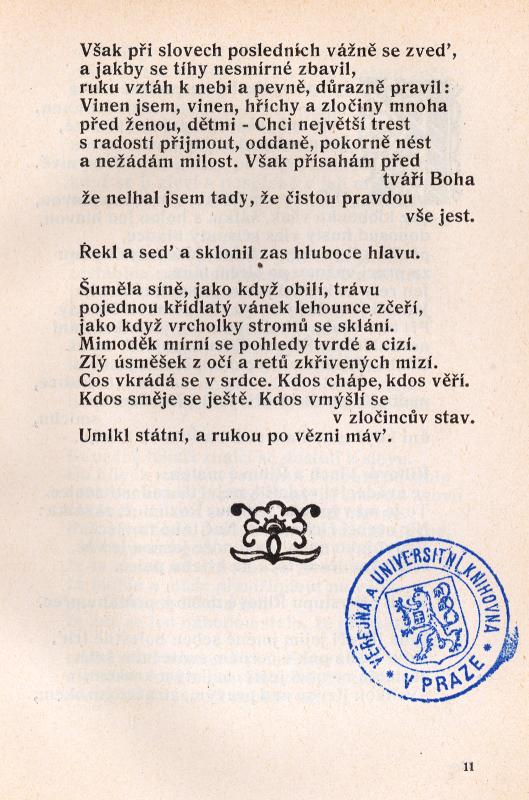 Však při slovech posledních vážně se zved’,
a jakby se tíhy nesmírné zbavil,
ruku vztáh k nebi a pevně, důrazně pravil:
Vinen jsem, vinen, hříchy a zločiny mnoha
před ženou, dětmi - Chci největší trest
s radostí přijmout, oddaně, pokorně nést
a nežádám milost. Však přísahám před
tváří Boha
že nelhal jsem tady, že čistou pravdou
vše jest.
Řekl a sed’ a sklonil zas hluboce hlavu.
Šuměla síně, jako když obilí, trávu
pojednou křídlatý vánek lehounce zčeří,
jako když vrcholky stromů se sklání.
Mimoděk mírní se pohledy tvrdé a cizí.
Zlý úsměšek z očí a retů zkřivených mizí.
Cos vkrádá se v srdce. Kdos chápe, kdos věří.
Kdos směje se ještě. Kdos vmýšlí se
v zločincův stav.
Umlkl státní, a rukou po vězni máv’.
VEŘEJNÁ A UNIVERSITNÍ KNIHOVNA
* V PRAZE *
11